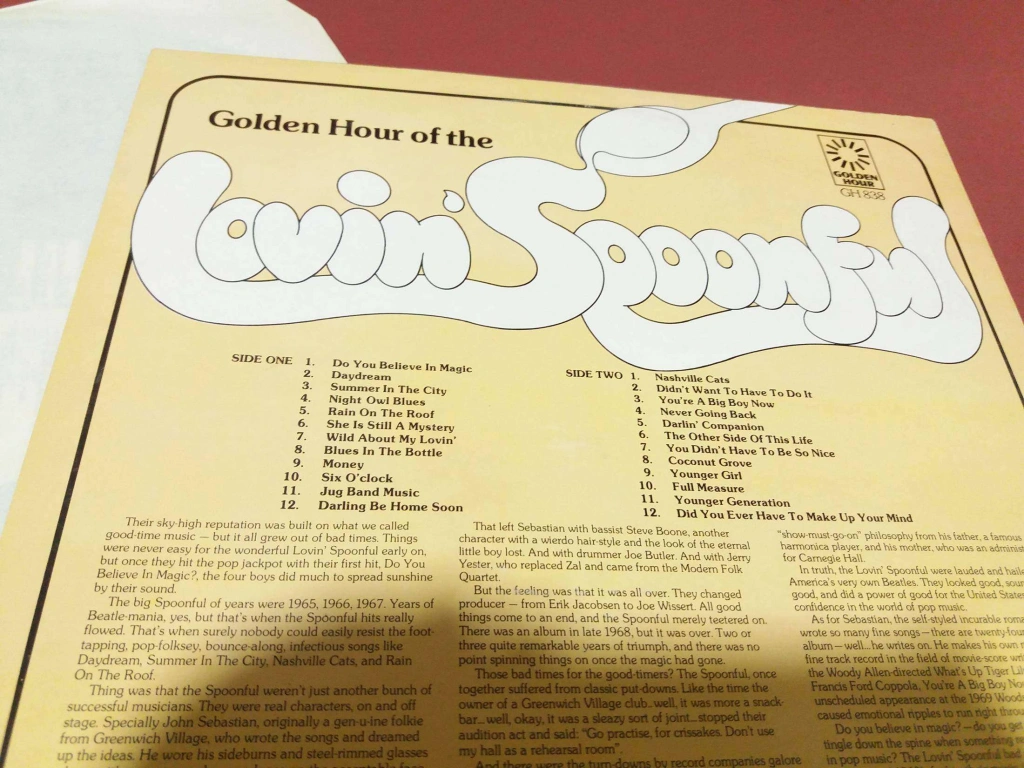 Golden Hour of the
Lovin' Spoonful
GOLDEN
HOUR
GH 838
SIDE ONE 1. Do You Believe In Magic
2. Daydream
3. Summer In The City
4. Night Owl Blues
5. Rain On The Roof
6. She Is Still A Mystery
7. Wild About My Lovin'
8. Blues In The Bottle
9. Money
10. Six O'clock
11. Jug Band Music
12. Darling Be Home Soon
SIDE TWO 1. Nashville Cats
2. Didn't Want To Have To Do It
3. You're A Big Boy Now
4. Never Going Back
5. Darlin' Companion
6. The Other Side Of This Life
7. You Didn't Have To Be So Nice
8. Coconut Grove
9. Younger Girl
10. Full Measure
11. Younger Generation
12. Did You Ever Have To Make Up Your Mind
Their sky-high reputation was built on what we called
good-time music — but it all grew out of bad times. Things
were never easy for the wonderful Lovin' Spoonful early on,
but once they hit the pop jackpot with their first hit, Do You
Believe In Magic?, the four boys did much to spread sunshine
by their sound.
The big Spoonful of years were 1965, 1966, 1967. Years of
Beatle-mania, yes, but that's when the Spoonful hits really
flowed. That's when surely nobody could easily resist the foot-
tapping, pop-folksey, bounce-along, infectious songs like
Daydream, Summer In The City, Nashville Cats, and Rain
On The Roof.
Thing was that the Spoonful weren't just another bunch of
successful musicians. They were real characters, on and off
stage. Specially John Sebastian, originally a gen-u-ine folkie
from Greenwich Village, who wrote the songs and dreamed
up the ideas. He wore his sideburns and steel-rimmed glasses
That left Sebastian with bassist Steve Boone, another
character with a wierdo hair-style and the look of the eternal
little boy lost. And with drummer Joe Butler. And with Jerry
Yester, who replaced Zal and came from the Modern Folk
Quartet.
But the feeling was that it was all over. They changed
producer — from Erik Jacobsen to Joe Wissert. All good
things come to an end, and the Spoonful merely teetered on.
There was an album in late 1968, but it was over. Two or
three quite remarkable years of triumph, and there was no
point spinning things on once the magic had gone.
Those bad times for the good-timers? The Spoonful, once
together suffered from classic put-downs. Like the time the
owner of a Greenwich Village club...well, it was more a snack-
bar...well, okay, it was a sleazy sort of joint...stopped their
audition act and said: "Go practise, for crissakes. Don't use
my hall as a rehearsal room".
And there were the turn-downs by record companies galore
"show-must-go-on" philosophy from his father, a famous
harmonica player, and his mother, who was an
for Carnegie Hall.
In truth, the Lovin' Spoonful were lauded and
America's very own Beatles. They looked good,
good, and did a power of good for the United
confidence in the world of pop music.
As for Sebastian, the self-styled incurable
wrote so many fine songs — there are
album — well...he writes on. He makes his own
fine track record in the field of movie-score
the Woody Allen-directed What's Up Tiger
Francis Ford Coppola, You're A Big Boy
unscheduled appearance at the 1969
caused emotional ripples to run right
Do you believe in magic? — do you
tingle down the spine when something
in pop music? The Lovin' Spoonful